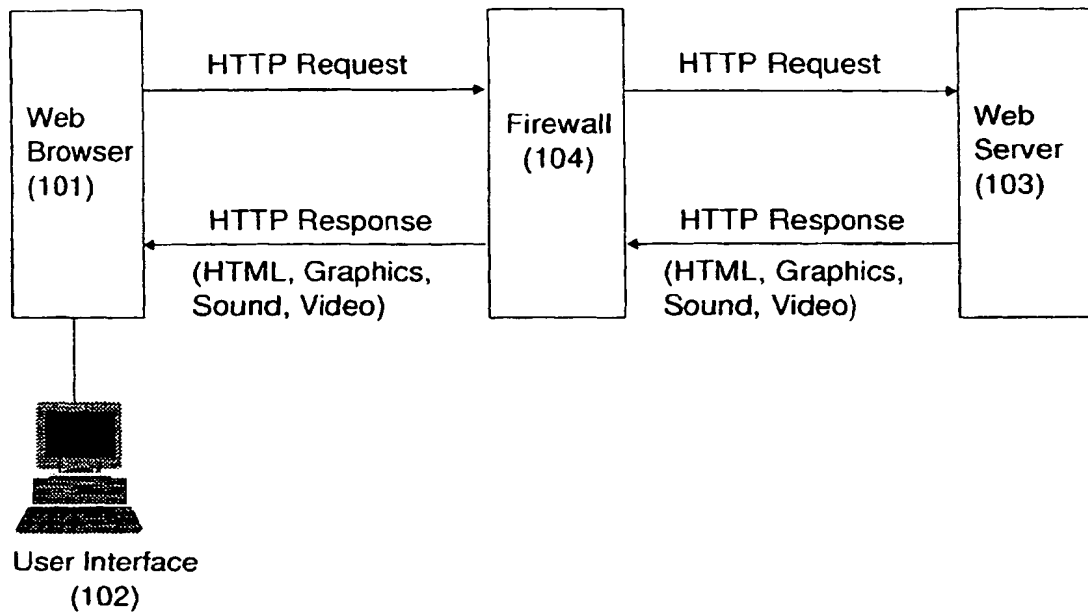 HTTP Request
HTTP Request
Web
Browser
(101)
Firewall
(104)
Web
Server
(103)
HTTP Response
(HTML, Graphics,
Sound, Video)
HTTP Response
(HTML, Graphics,
Sound, Video)
User Interface
(102)